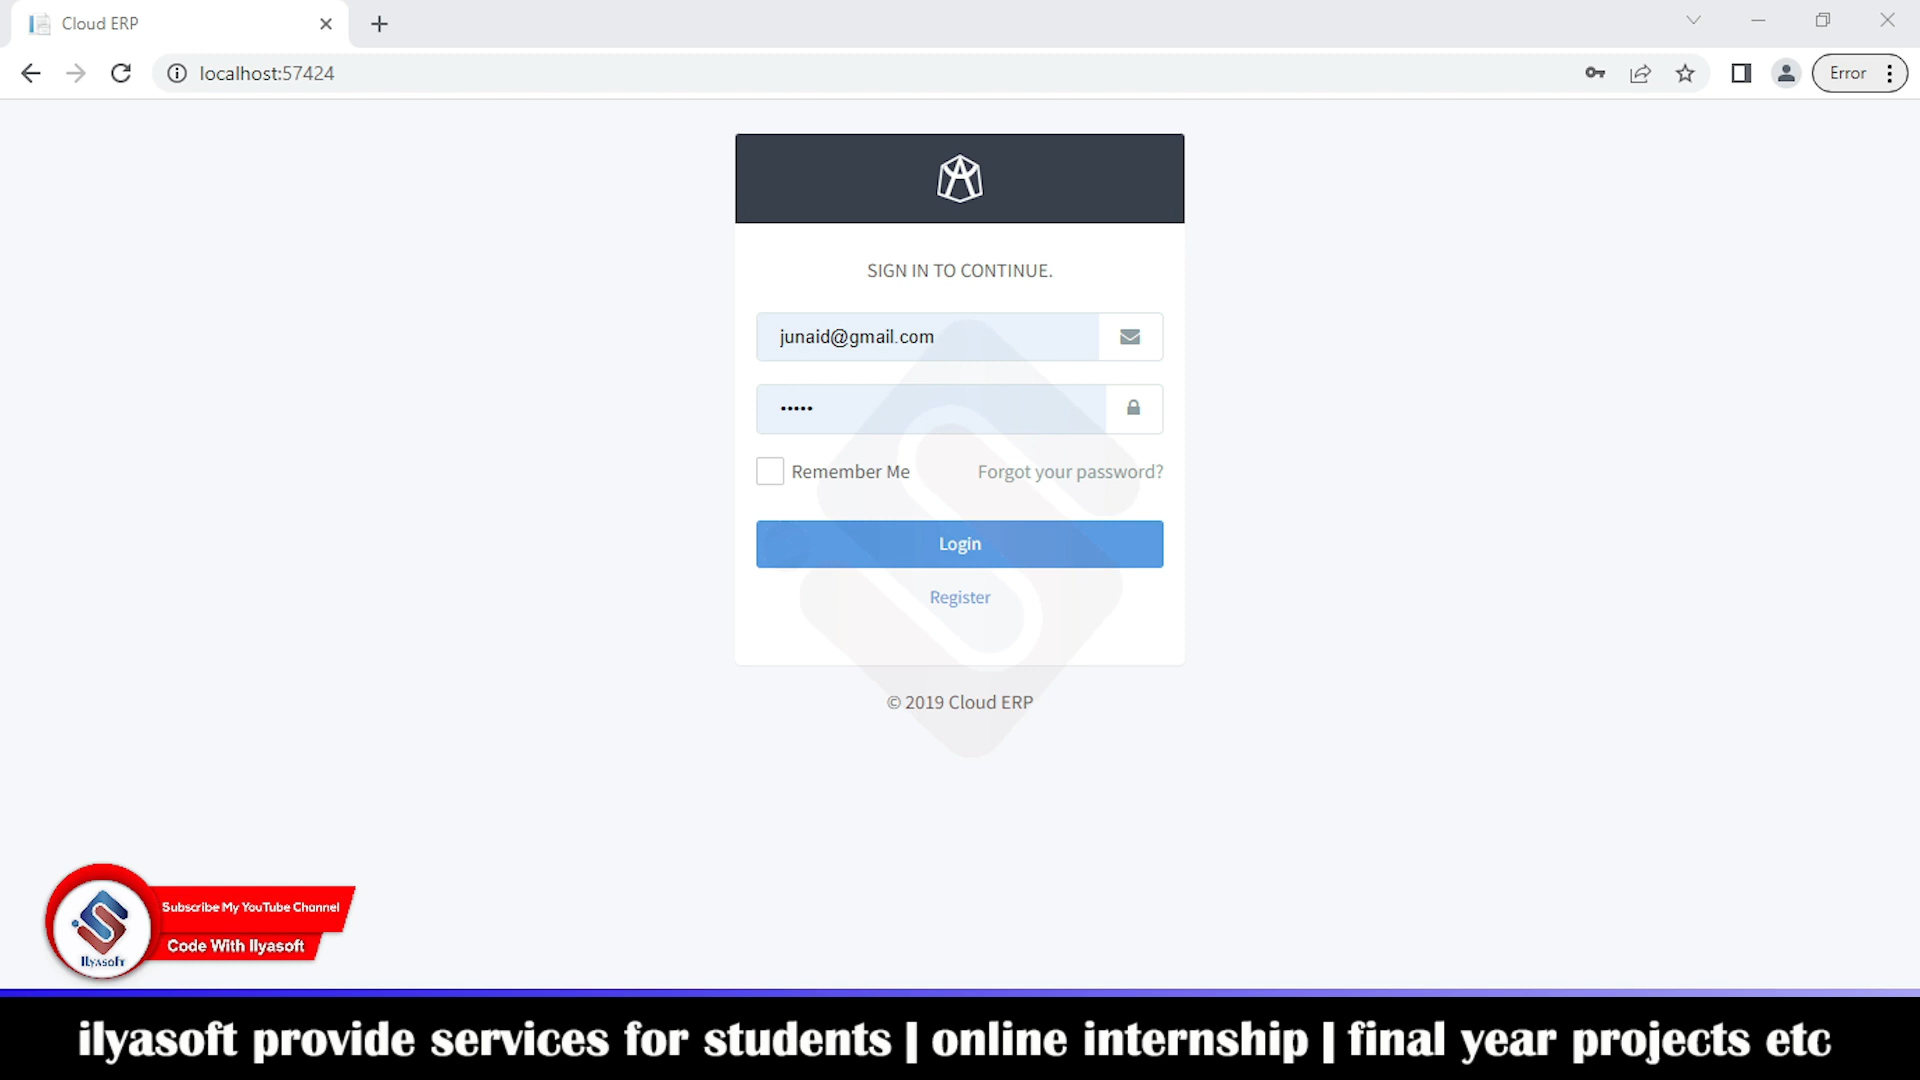 Cloud ERP
localhost:57424
Error
SIGN IN TO CONTINUE.
junaid@gmail.com
•••••
Remember Me
Forgot your password?
Login
Register
© 2019 Cloud ERP
Subscribe My YouTube Channel
Code With Ilyasoft
Ilyasoft
ilyasoft provide services for students | online internship | final year projects etc